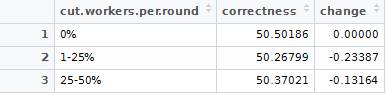 cut.workers.per.round correctness change
1 0% 50.50186 0.00000
2 1-25% 50.26799 -0.23387
3 25-50% 50.37021 -0.13164